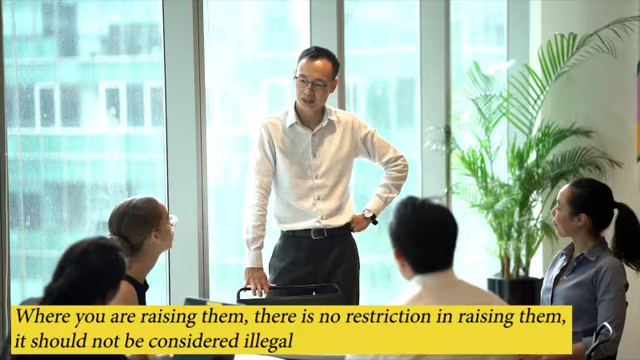 Where you are raising them, there is no restriction in raising them,
it should not be considered illegal